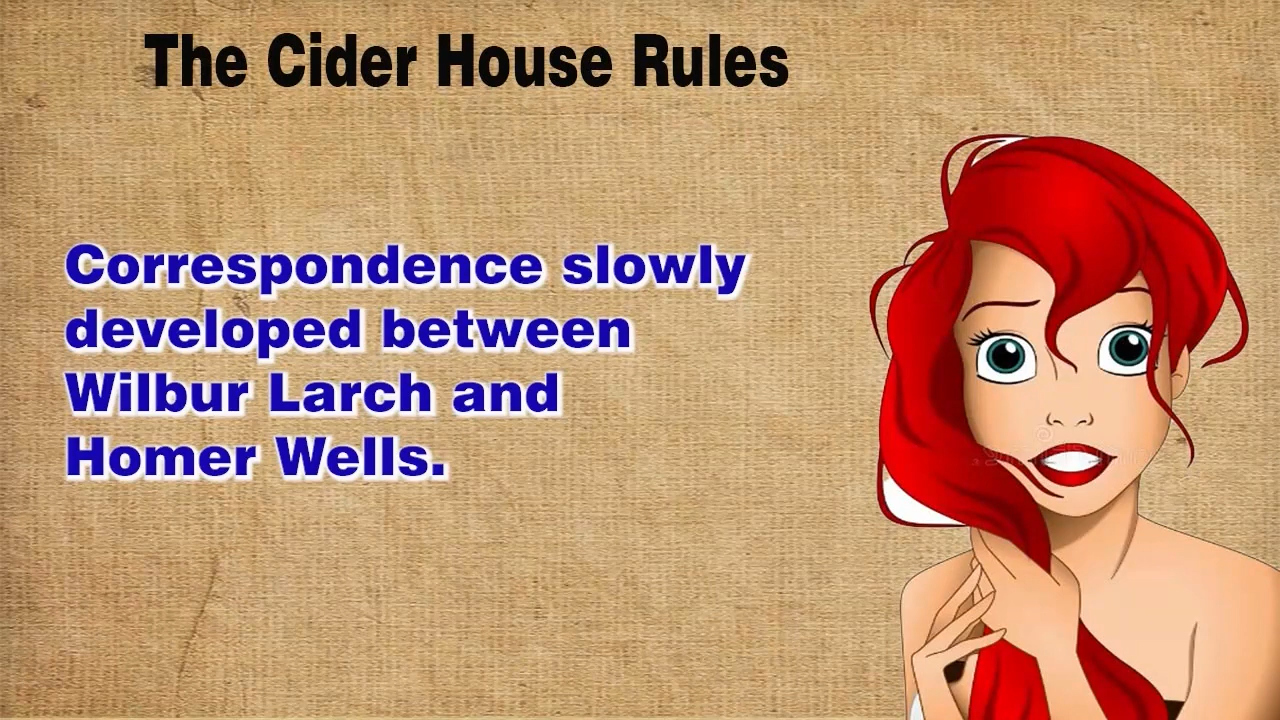 The Cider House Rules
Correspondence slowly
developed between
Wilbur Larch and
Homer Wells.